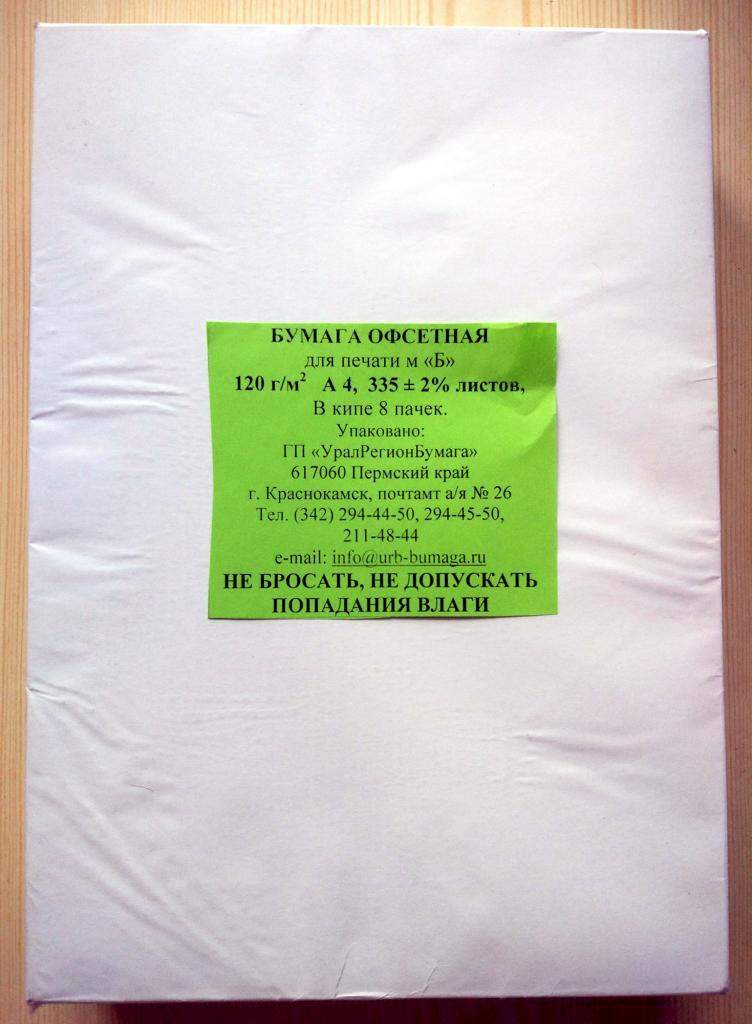 БУМАГА ОФСЕТНАЯ
для печати м «Б»
120 г/м² А 4, 335 ± 2% листов,
В кипе 8 пачек.
Упаковано:
ГП «УралРегионБумага»
617060 Пермский край
г. Краснокамск, почтамт а/я № 26
Тел. (342) 294-44-50, 294-45-50,
211-48-44
e-mail: info@urb-bumaga.ru
НЕ БРОСАТЬ, НЕ ДОПУСКАТЬ
ПОПАДАНИЯ ВЛАГИ